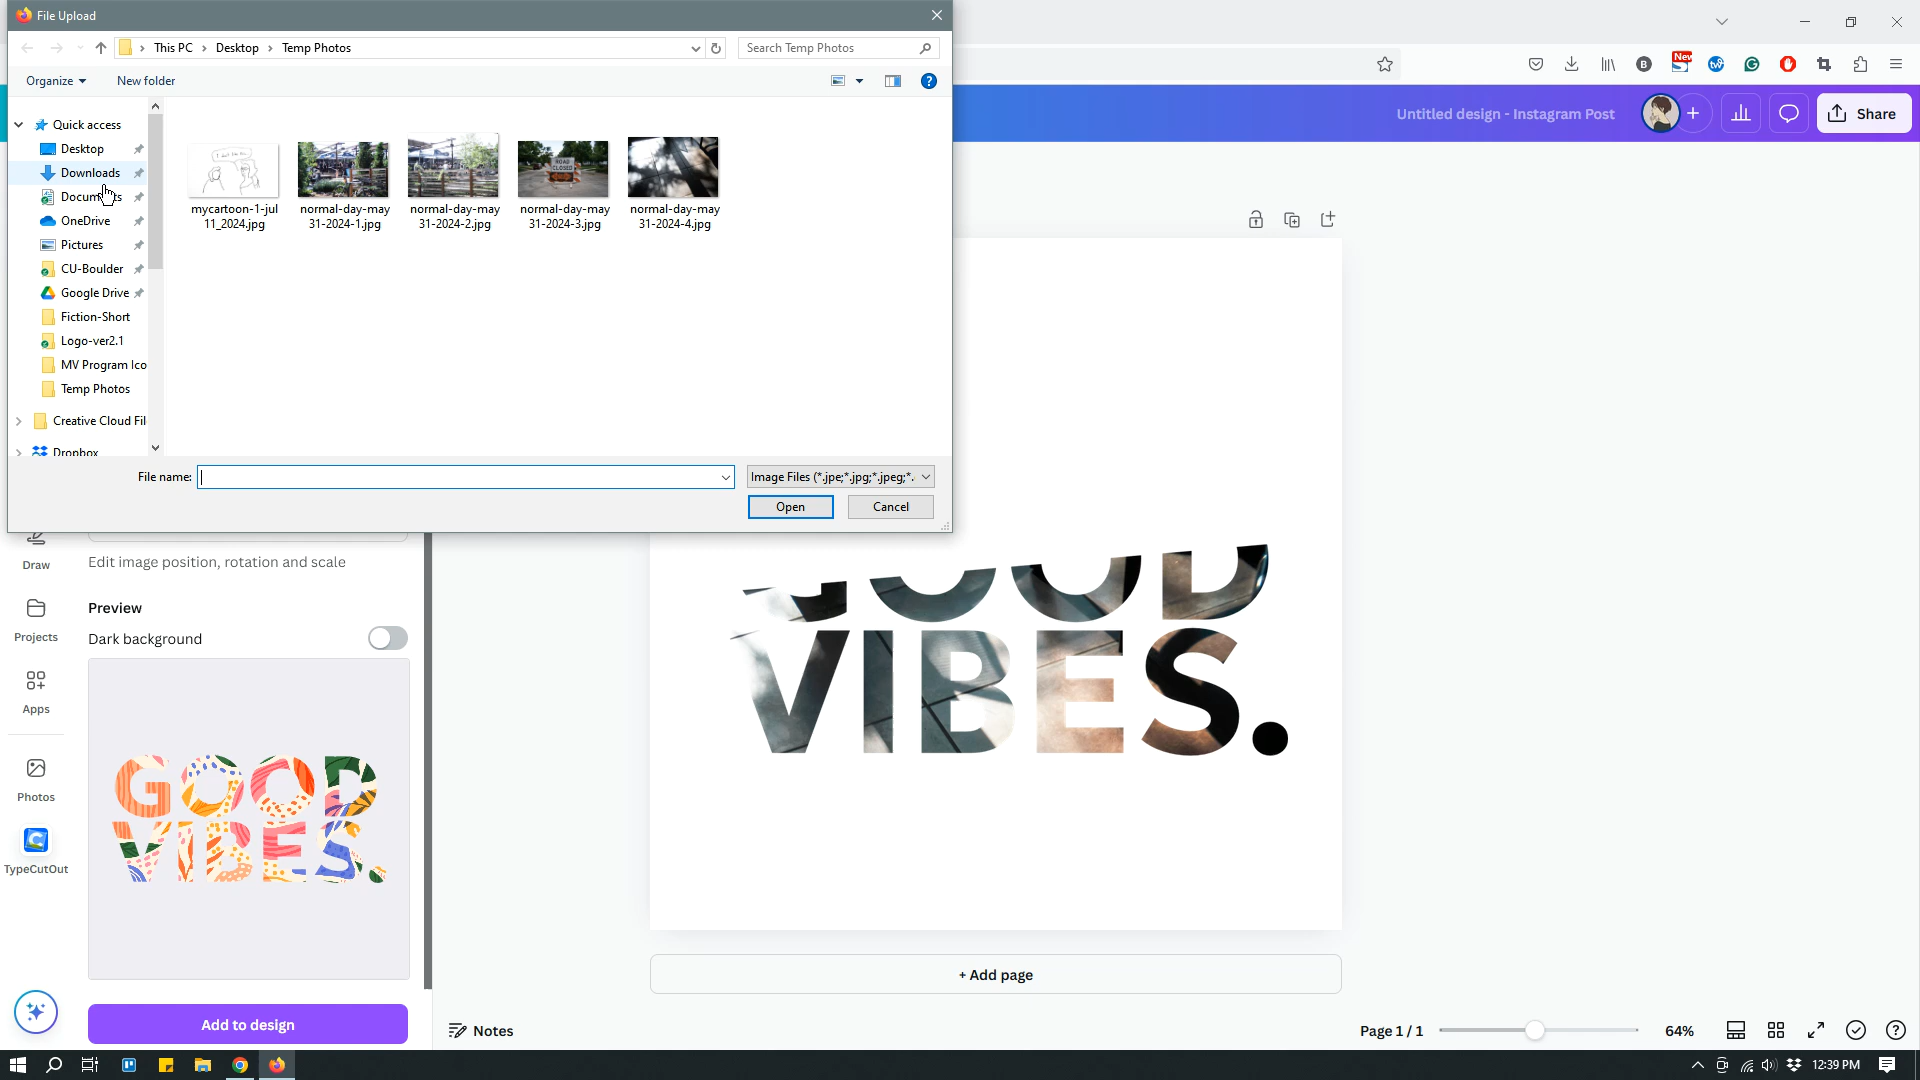 File Upload
This PC > Desktop > Temp Photos
Search Temp Photos
Organize
New folder
Quick access
Desktop
Downloads
OneDrive
Pictures
CU-Boulder
Google Drive
Fiction-Short
Logo-ver2.1
MV Program Ico
Temp Photos
Creative Cloud Fil
Dropbox
mycartoon-1-jul
11_2024.jpg
normal-day-may
31-2024-1.jpg
normal-day-may
31-2024-2.jpg
ROAD
CLOSED
normal-day-may
31-2024-3.jpg
normal-day-may
31-2024-4.jpg
File name:
Image Files (*.jpe;*.jpg;*.jpeg;*.
Open
Cancel
New
Untitled design - Instagram Post
Share
Draw
Projects
Apps
Photos
TypeCutOut
Edit image position, rotation and scale
Preview
Dark background
GOOD
VIBES.
Add to design
GOOD
VIBES.
+ Add page
Notes
Page 1 / 1
64%
12:39 PM